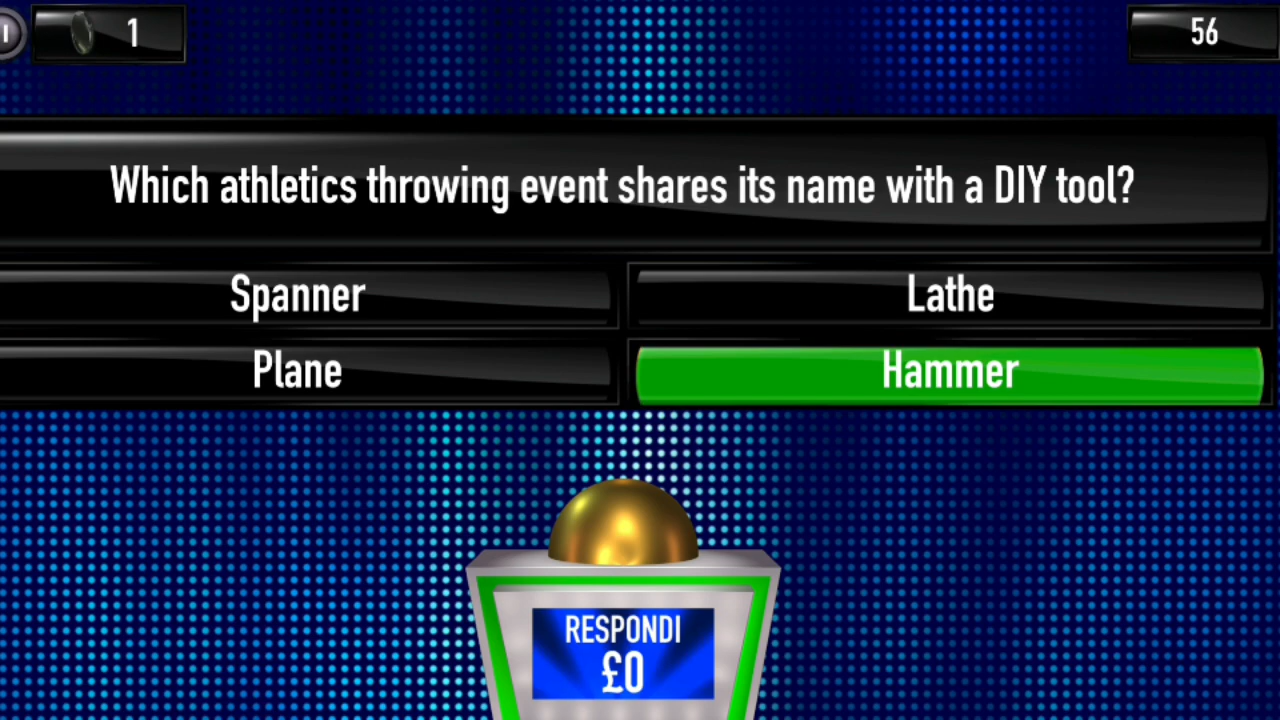 1
56
Which athletics throwing event shares its name with a DIY tool?
Spanner
Lathe
Plane
Hammer
RESPONDI
£0